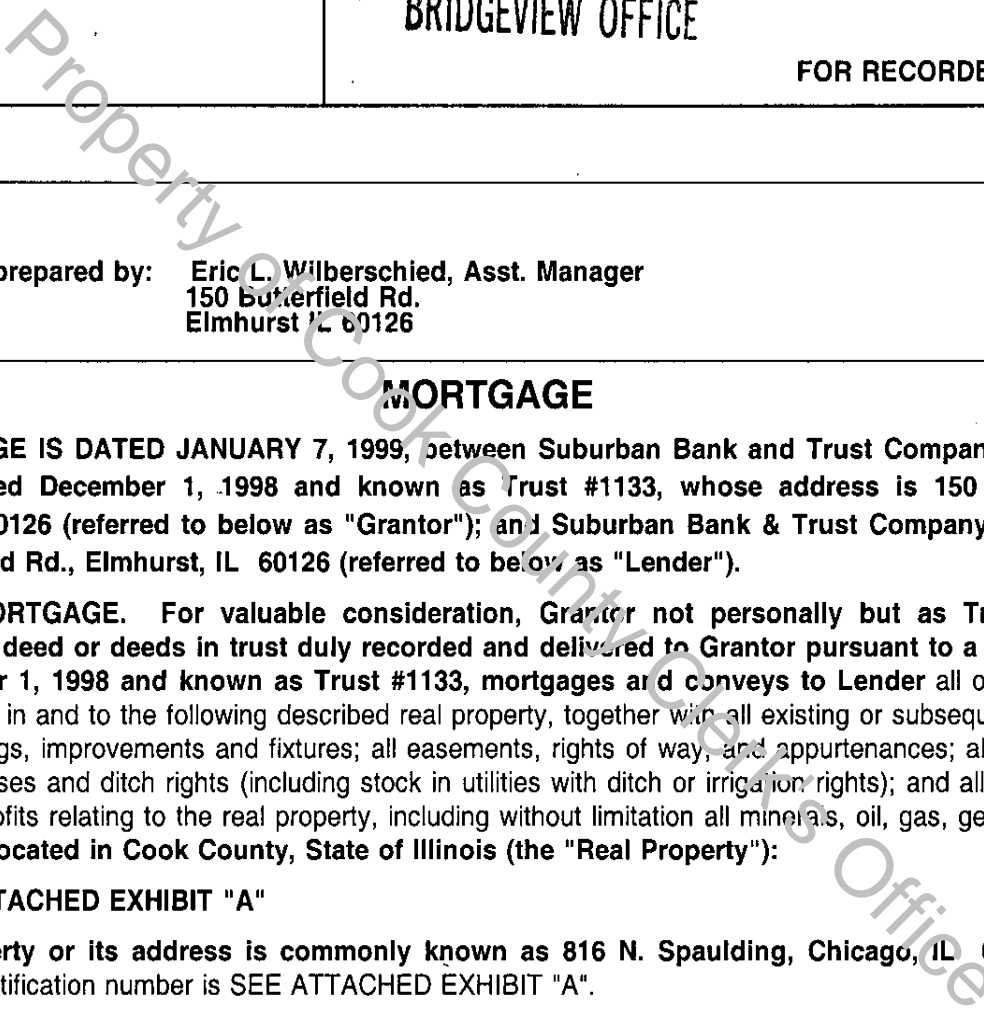 BRIDGEVIEW OFFICE
FOR RECORDE
prepared by: Eric L. Wilberschied, Asst. Manager
150 Butterfield Rd.
Elmhurst IL 60126
MORTGAGE
GE IS DATED JANUARY 7, 1999, between Suburban Bank and Trust Compan
ed December 1, 1998 and known as Trust #1133, whose address is 150
0126 (referred to below as "Grantor"); and Suburban Bank & Trust Company
d Rd., Elmhurst, IL 60126 (referred to below as "Lender").
ORTGAGE. For valuable consideration, Grantor not personally but as Tr
deed or deeds in trust duly recorded and delivered to Grantor pursuant to a
r 1, 1998 and known as Trust #1133, mortgages and conveys to Lender all o
in and to the following described real property, together with all existing or subsequ
gs, improvements and fixtures; all easements, rights of way, and appurtenances; al
ses and ditch rights (including stock in utilities with ditch or irrigation rights); and all
ofits relating to the real property, including without limitation all minerals, oil, gas, ge
ocated in Cook County, State of Illinois (the "Real Property"):
TACHED EXHIBIT "A"
erty or its address is commonly known as 816 N. Spaulding, Chicago, IL
tification number is SEE ATTACHED EXHIBIT "A".
Property of Cook County Clerk's Office